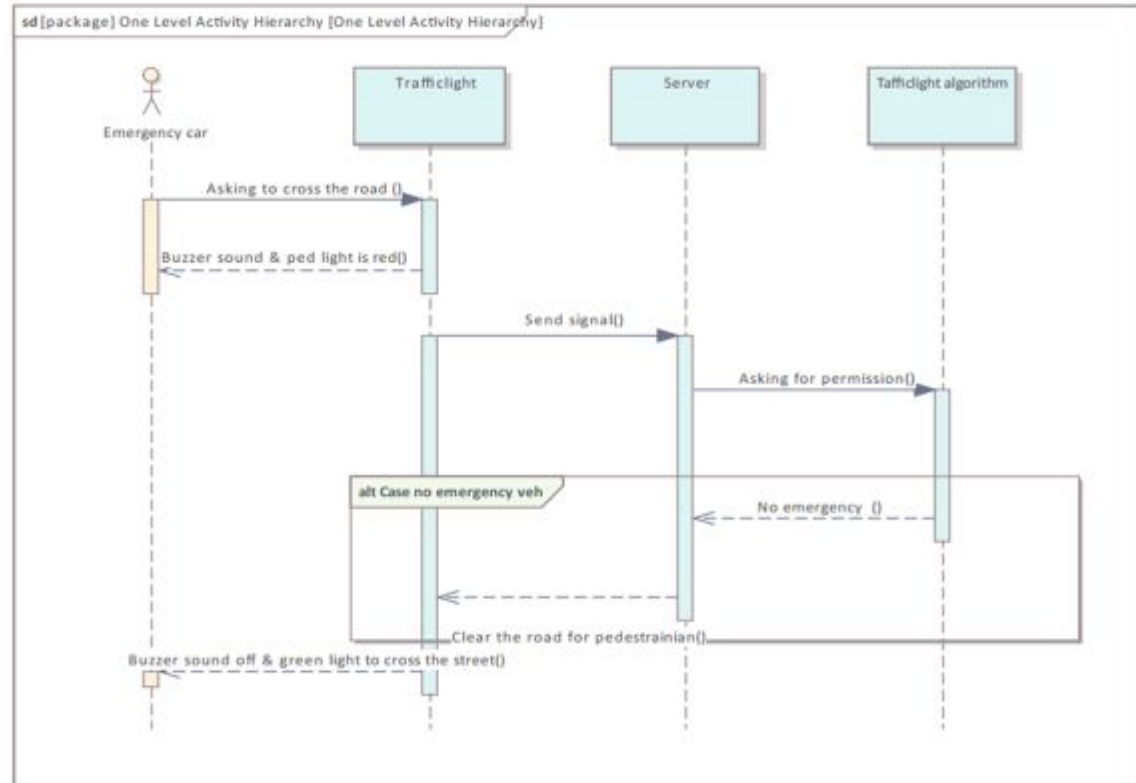 sd [package] One Level Activity Hierarchy [One Level Activity Hierarchy]
Trafficlight
Server
Tafficlight algorithm
Emergency car
Asking to cross the road ()
Buzzer sound & ped light is red()
Send signal()
Asking for permission()
alt Case no emergency veh
No emergency ()
Clear the road for pedestrainian()
Buzzer sound off & green light to cross the street()